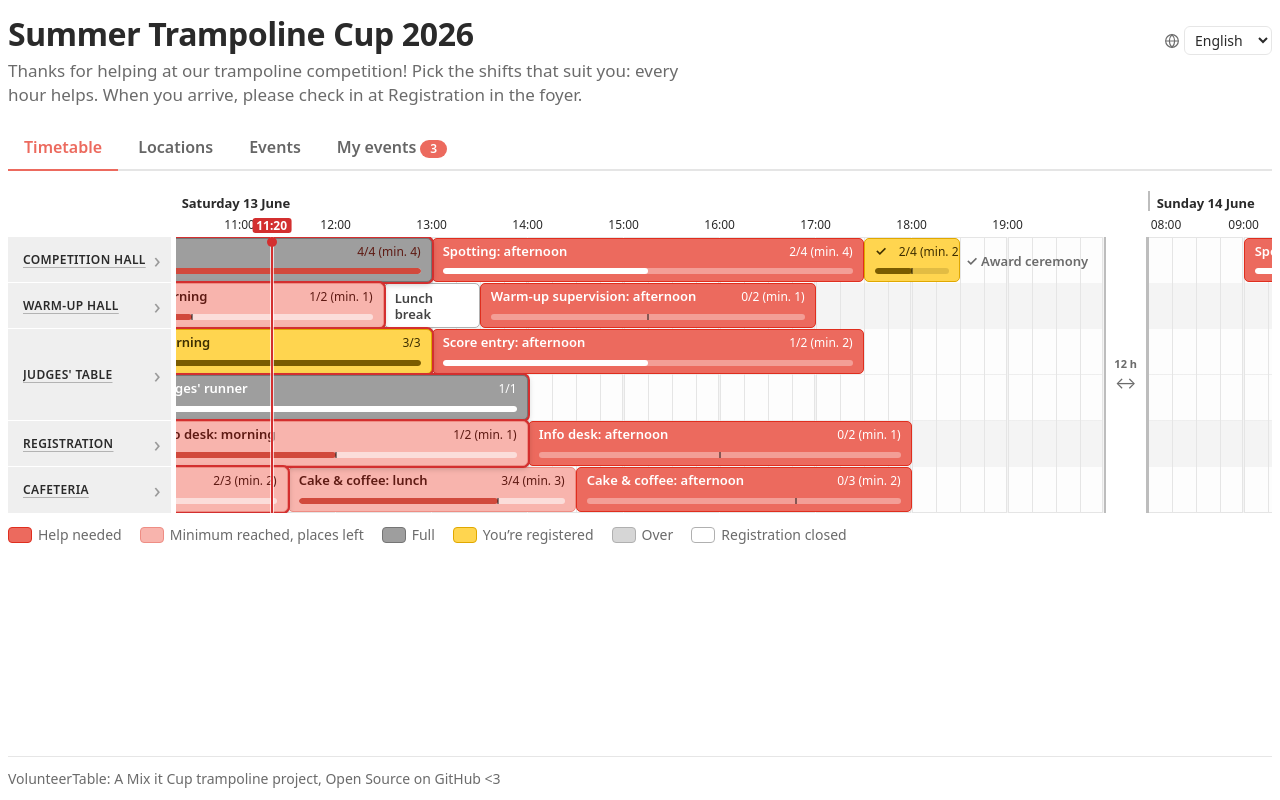 Summer Trampoline Cup 2026
English
Thanks for helping at our trampoline competition! Pick the shifts that suit you: every
hour helps. When you arrive, please check in at Registration in the foyer.
Timetable
Locations
Events
My events 3
Saturday 13 June
Sunday 14 June
11:00
11:20
12:00
13:00
14:00
15:00
16:00
17:00
18:00
19:00
08:00
09:00
COMPETITION HALL
4/4 (min. 4)
Spotting: afternoon
2/4 (min. 4)
2/4 (min. 2
Award ceremony
WARM-UP HALL
1/2 (min. 1)
Lunch
break
Warm-up supervision: afternoon
0/2 (min. 1)
JUDGES' TABLE
3/3
Score entry: afternoon
1/2 (min. 2)
12 h
ges' runner
1/1
REGISTRATION
desk: morning
1/2 (min. 1)
Info desk: afternoon
0/2 (min. 1)
CAFETERIA
2/3 (min. 2)
Cake & coffee: lunch
3/4 (min. 3)
Cake & coffee: afternoon
0/3 (min. 2)
Help needed
Minimum reached, places left
Full
You're registered
Over
Registration closed
VolunteerTable: A Mix it Cup trampoline project, Open Source on GitHub <3